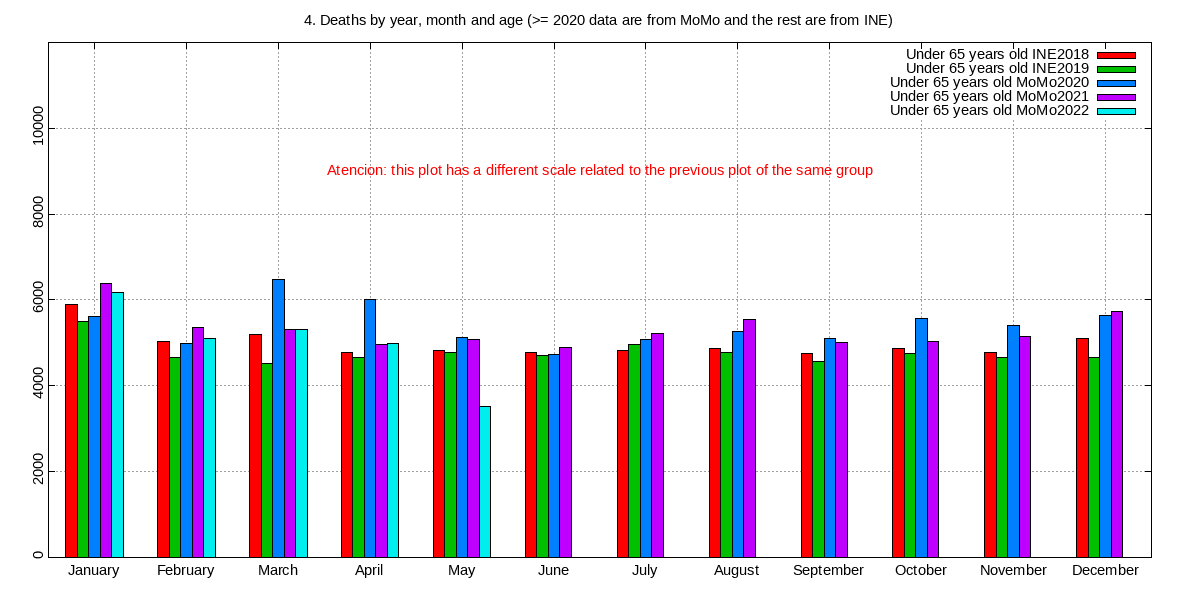 4. Deaths by year, month and age (>= 2020 data are from MoMo and the rest are from INE)
Under 65 years old INE2018
Under 65 years old INE2019
Under 65 years old MoMo2020
Under 65 years old MoMo2021
Under 65 years old MoMo2022
Atencion: this plot has a different scale related to the previous plot of the same group
10000
8000
6000
4000
2000
0
January February March April May June July August September October November December